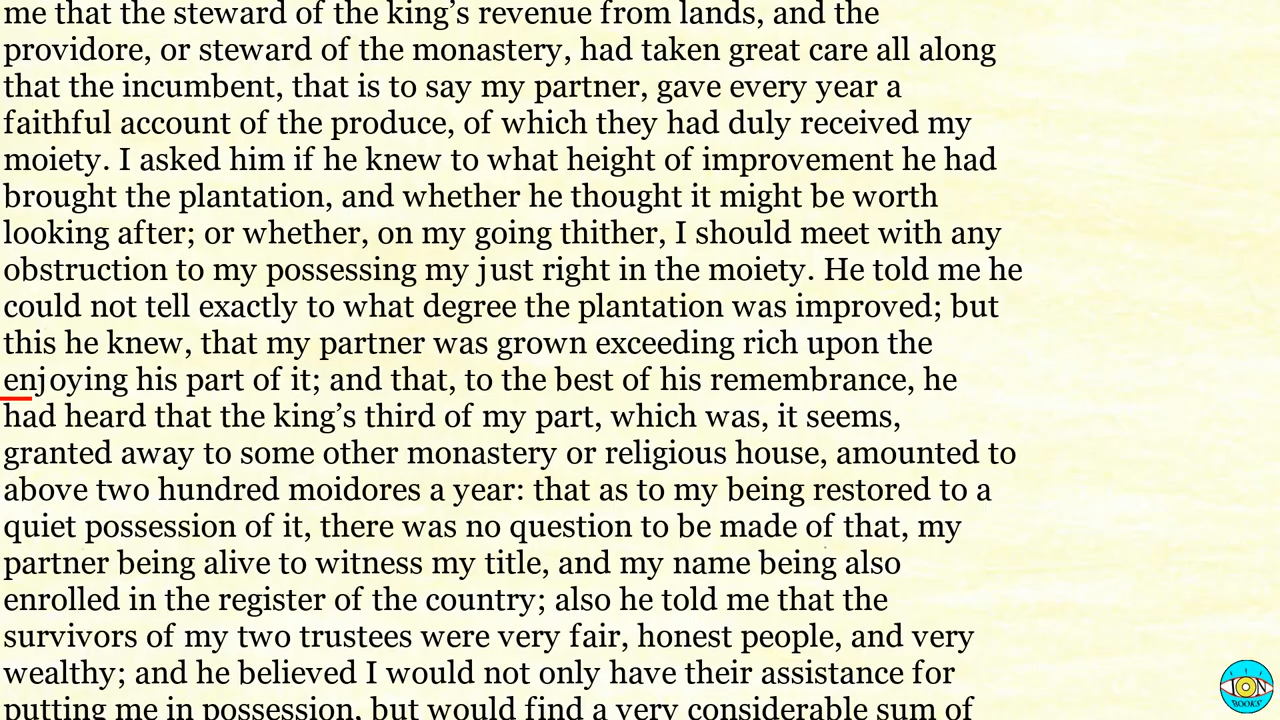 me that the steward of the king’s revenue from lands, and the
providore, or steward of the monastery, had taken great care all along
that the incumbent, that is to say my partner, gave every year a
faithful account of the produce, of which they had duly received my
moiety. I asked him if he knew to what height of improvement he had
brought the plantation, and whether he thought it might be worth
looking after; or whether, on my going thither, I should meet with any
obstruction to my possessing my just right in the moiety. He told me he
could not tell exactly to what degree the plantation was improved; but
this he knew, that my partner was grown exceeding rich upon the
enjoying his part of it; and that, to the best of his remembrance, he
had heard that the king’s third of my part, which was, it seems,
granted away to some other monastery or religious house, amounted to
above two hundred moidores a year: that as to my being restored to a
quiet possession of it, there was no question to be made of that, my
partner being alive to witness my title, and my name being also
enrolled in the register of the country; also he told me that the
survivors of my two trustees were very fair, honest people, and very
wealthy; and he believed I would not only have their assistance for
putting me in possession, but would find a very considerable sum of
ION
BOOKS